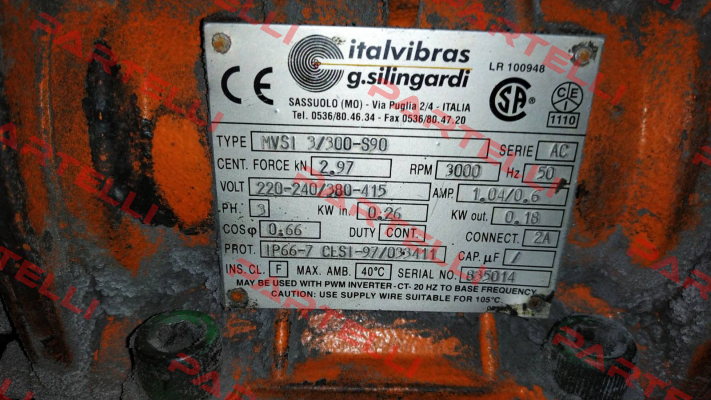 italvibras
g.silingardi
LR 100948
CE
SASSUOLO (MO) - Via Puglia 2/4 - ITALIA
Tel. 0536/80.46.34 - Fax 0536/80.47.20
SA
CEI
1110
TYPE MVSI 3/300-S90 SERIE AC
CENT. FORCE kN 2.97 RPM 3000 Hz 50
VOLT 220-240/380-415 AMP. 1.04/0.6
PH. 3 KW in. 0.26 KW out. 0.18
COSφ 0.66 DUTY CONT. CONNECT. 2A
PROT. IP66-7 CESI-97/033411 CAP. µF /
INS. CL. F MAX. AMB. 40°C SERIAL NO. 835014
MAY BE USED WITH PWM INVERTER -CT- 20 HZ TO BASE FREQUENCY
CAUTION: USE SUPPLY WIRE SUITABLE FOR 105°C.
PARTELLI